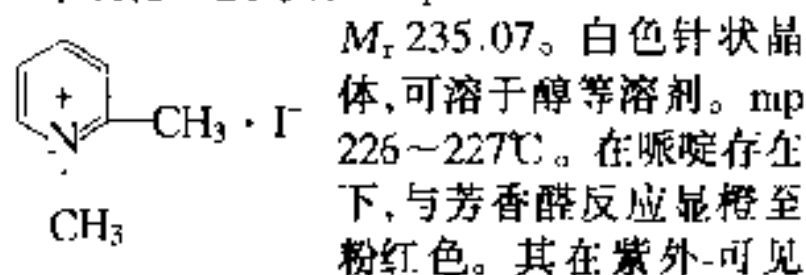 Mr 235.07。白色针状晶
体,可溶于醇等溶剂。mp
226~227℃。在哌啶存在
下,与芳香醛反应显橙至
粉红色。其在紫外-可见
+
N
CH₃ · I⁻
CH₃